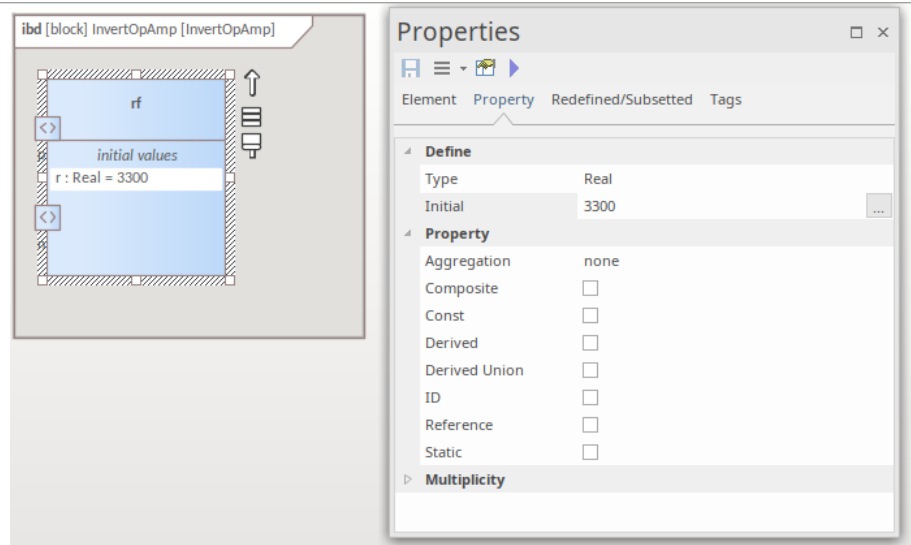 ibd [block] InvertOpAmp [InvertOpAmp]
rf
initial values
r : Real = 3300
Properties
Element Property Redefined/Subsetted Tags
Define
Type Real
Initial 3300
...
Property
Aggregation none
Composite
Const
Derived
Derived Union
ID
Reference
Static
Multiplicity